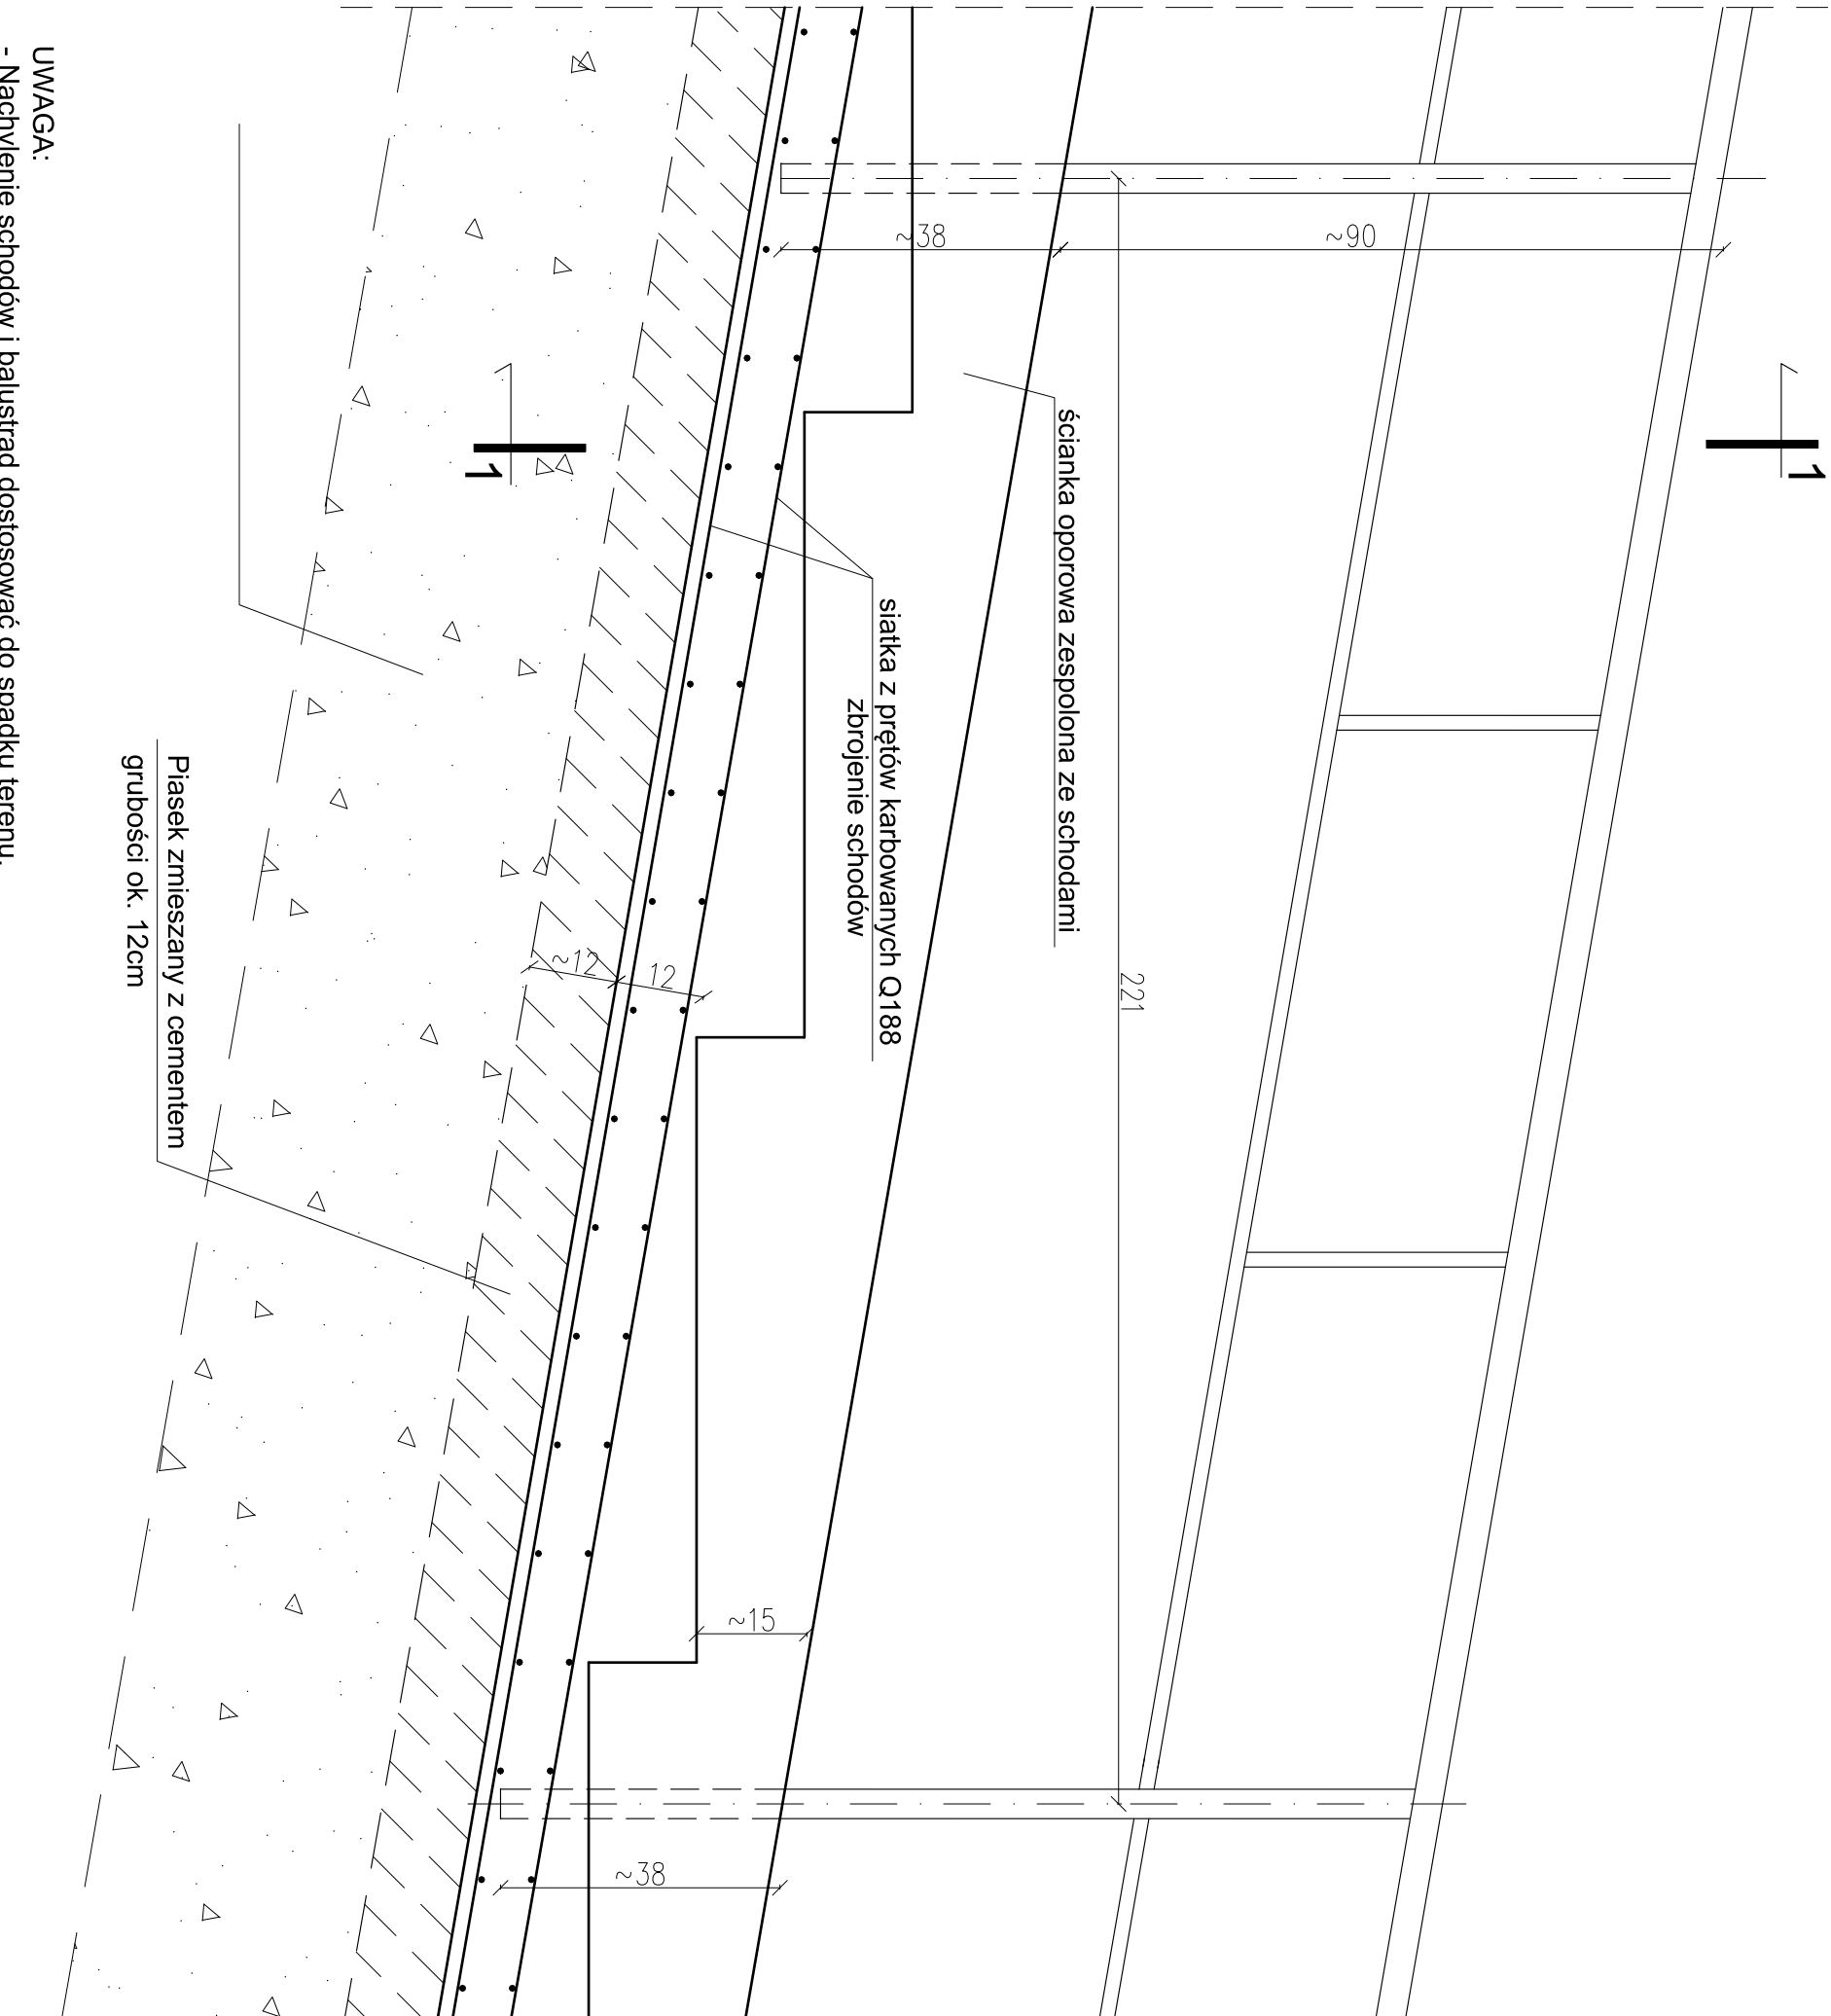 1
1
~90
~38
ścianka oporowa zespolona ze schodami
221
siatka z prętów karbowanych Q188
zbrojenie schodów
~12
12
~15
~38
Piasek zmieszany z cementem
grubości ok. 12cm
UWAGA:
- Nachylenie schodów i balustrad dostosować do spadku terenu.